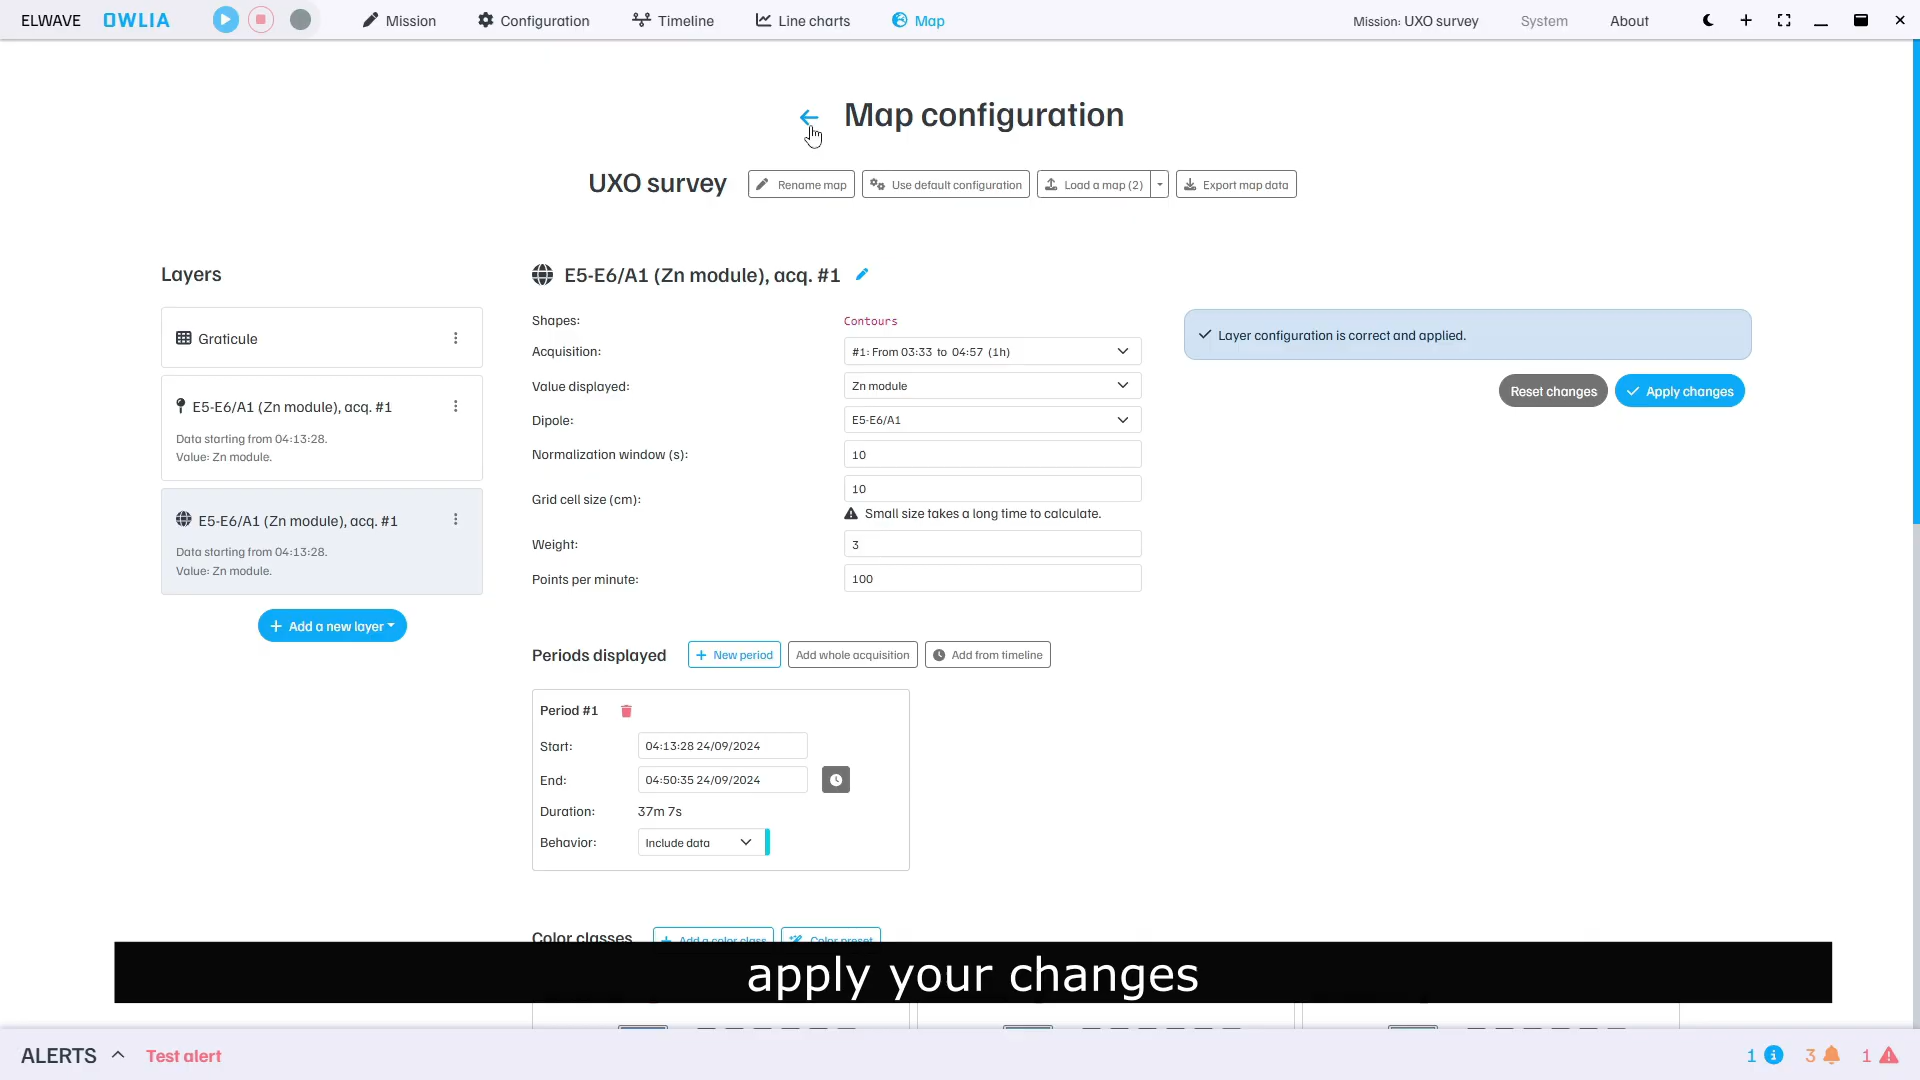 ELWAVE OWLIA Mission Configuration Timeline Line charts Map Mission: UXO survey System About
Map configuration
UXO survey Rename map Use default configuration Load a map (2) Export map data
Layers
Graticule
E5-E6/A1 (Zn module), acq. #1
Data starting from 04:13:28.
Value: Zn module.
E5-E6/A1 (Zn module), acq. #1
Data starting from 04:13:28.
Value: Zn module.
Add a new layer
E5-E6/A1 (Zn module), acq. #1
Shapes: Contours
Acquisition: #1: From 03:33 to 04:57 (1h)
Value displayed: Zn module
Dipole: E5-E6/A1
Normalization window (s): 10
Grid cell size (cm): 10
Small size takes a long time to calculate.
Weight: 3
Points per minute: 100
Layer configuration is correct and applied.
Reset changes Apply changes
Periods displayed New period Add whole acquisition Add from timeline
Period #1
Start: 04:13:28 24/09/2024
End: 04:50:35 24/09/2024
Duration: 37m 7s
Behavior: Include data
Color classes Add a color class Color preset
apply your changes
ALERTS Test alert 1 3 1